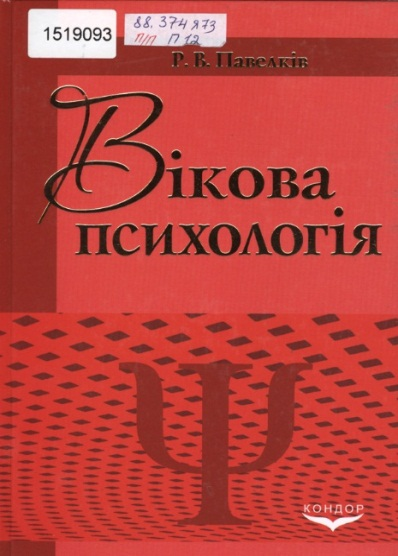 1519093
88.374я73
п/п П 12
Р. В. Павелків
Вікова
психологія
Ψ
КОНДОР